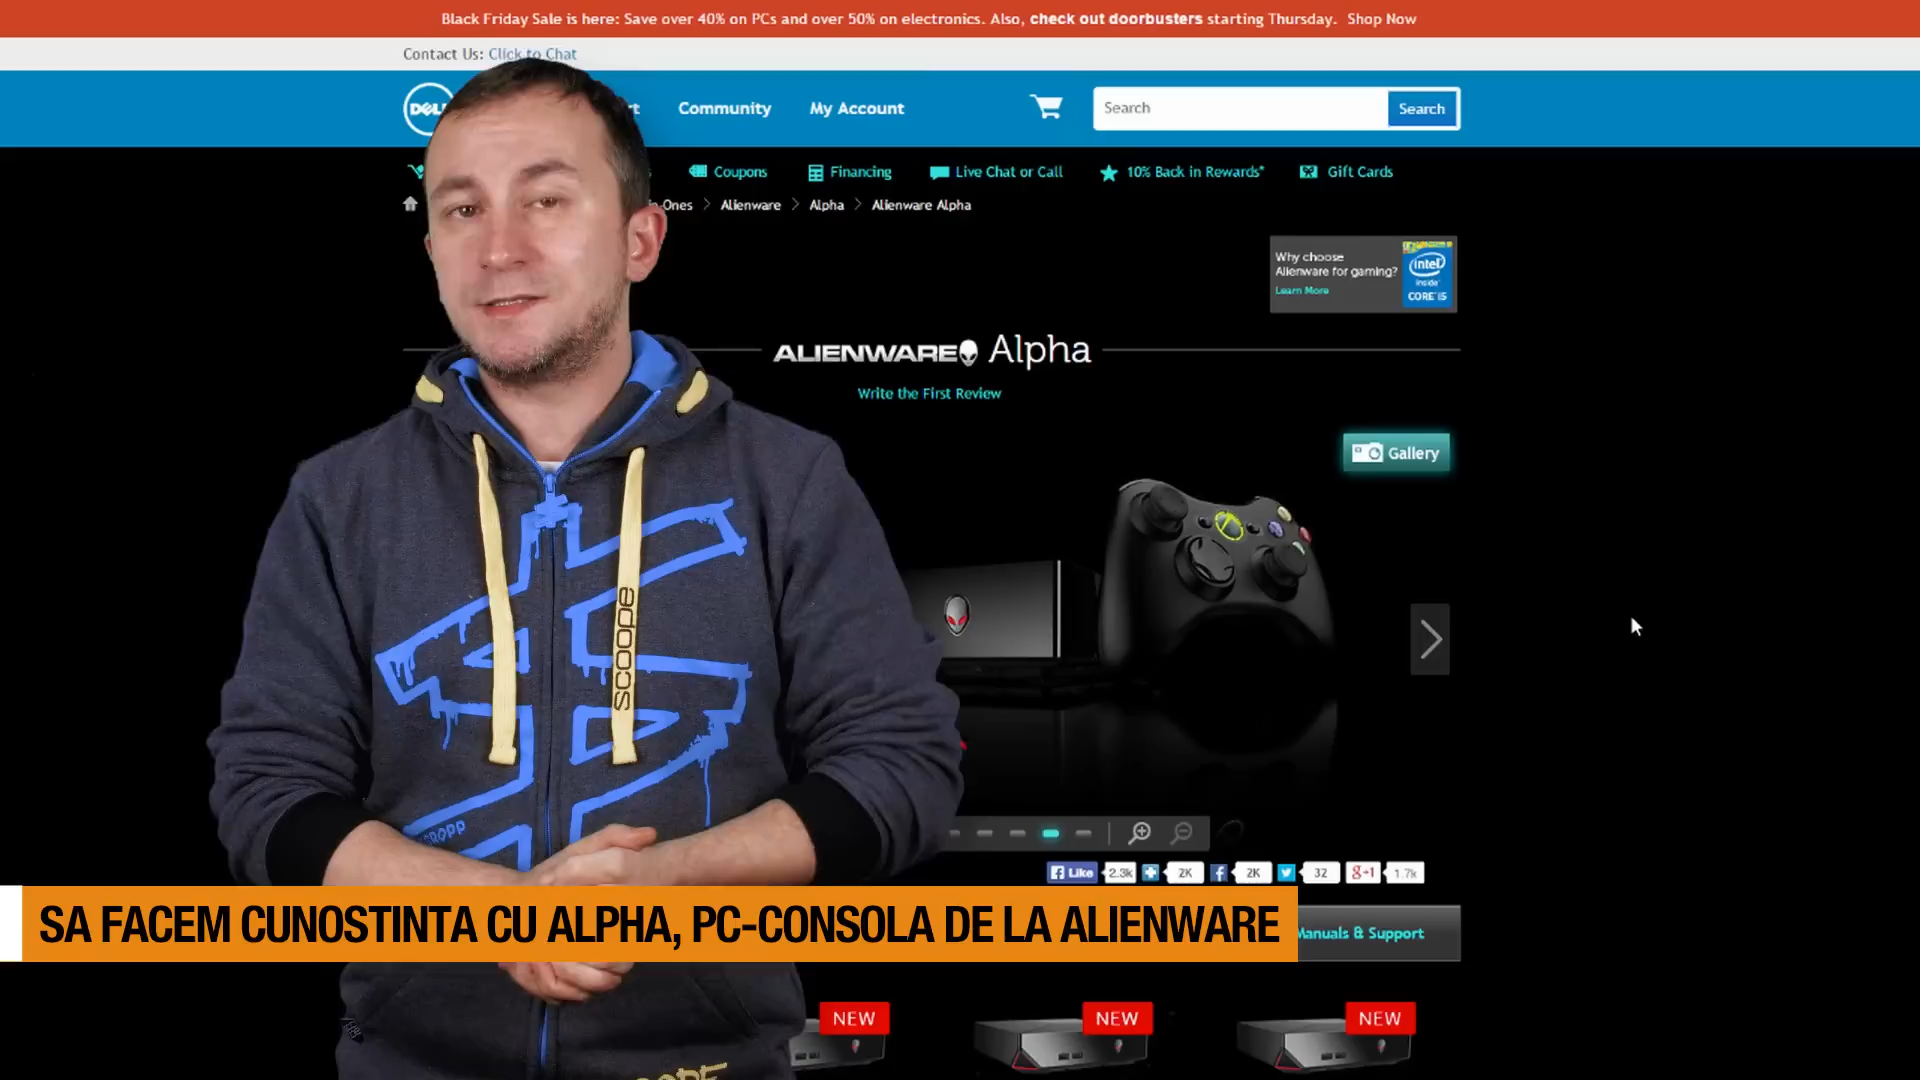 Black Friday Sale is here: Save over 40% on PCs and over 50% on electronics. Also, check out doorbusters starting Thursday. Shop Now
Contact Us: Click to Chat
DELL
Community
My Account
Search
Search
Coupons
Financing
Live Chat or Call
10% Back in Rewards*
Gift Cards
Alienware
Alpha
Alienware Alpha
Why choose
Alienware for gaming?
Learn More
intel
inside
CORE i5
ALIENWARE Alpha
Write the First Review
Gallery
scoope
Like 2.3k 2K 2K 32 g+1 1.7k
SA FACEM CUNOSTINTA CU ALPHA, PC-CONSOLA DE LA ALIENWARE
Manuals & Support
NEW
NEW
NEW